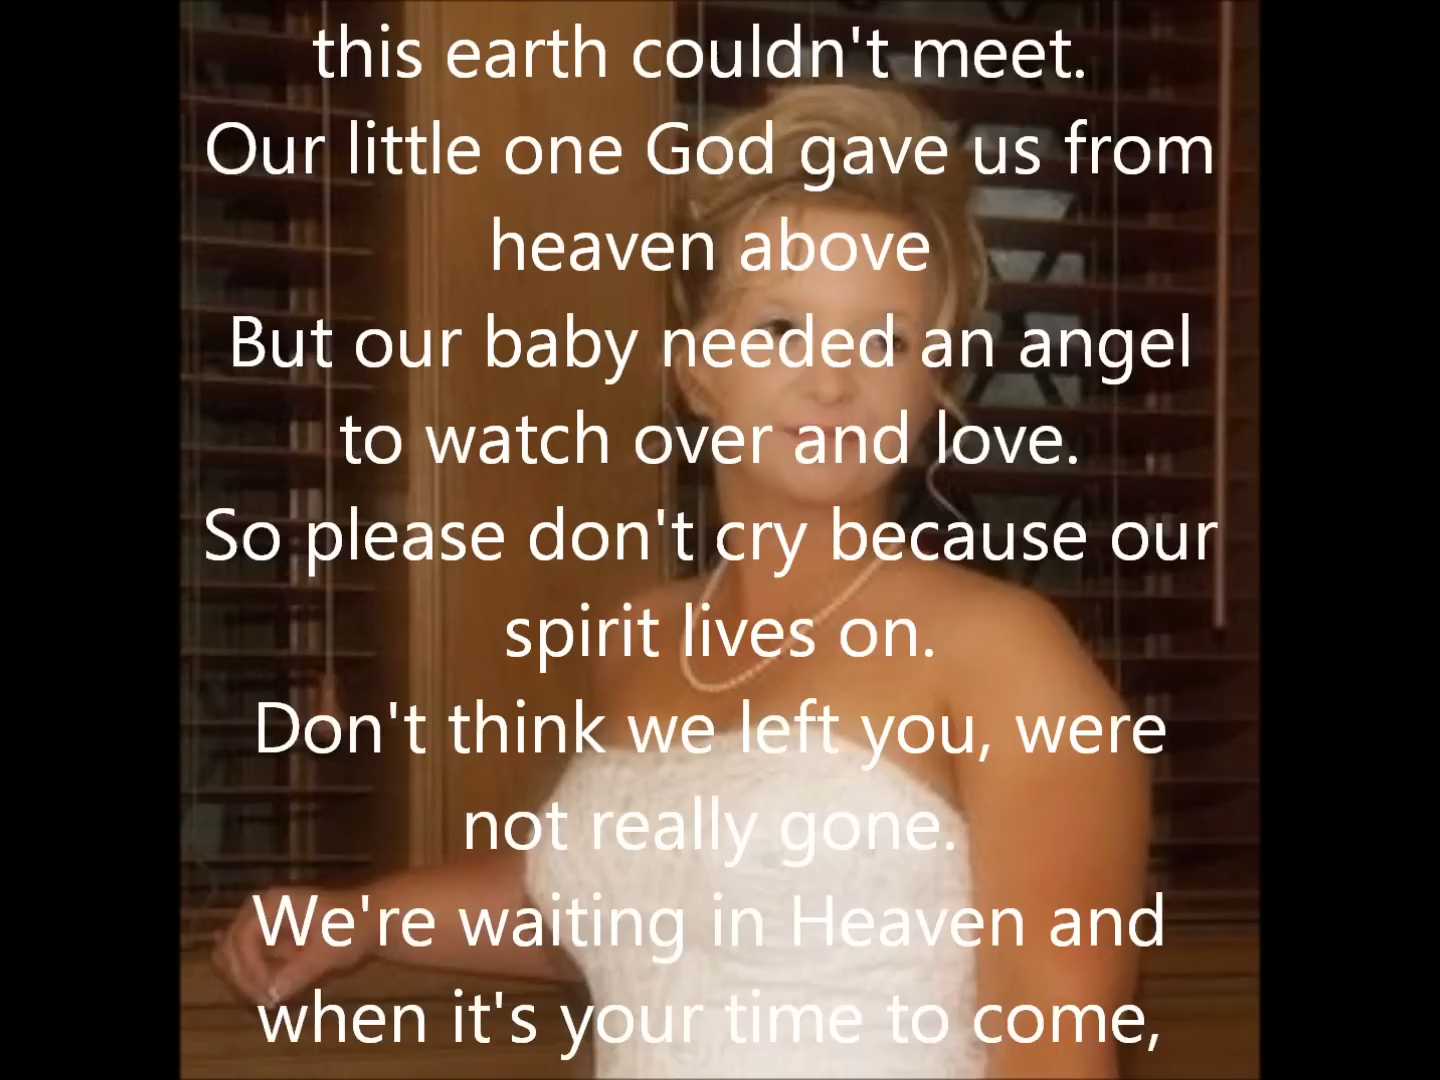 this earth couldn't meet.
Our little one God gave us from
heaven above
But our baby needed an angel
to watch over and love.
So please don't cry because our
spirit lives on.
Don't think we left you, were
not really gone.
We're waiting in Heaven and
when it's your time to come,